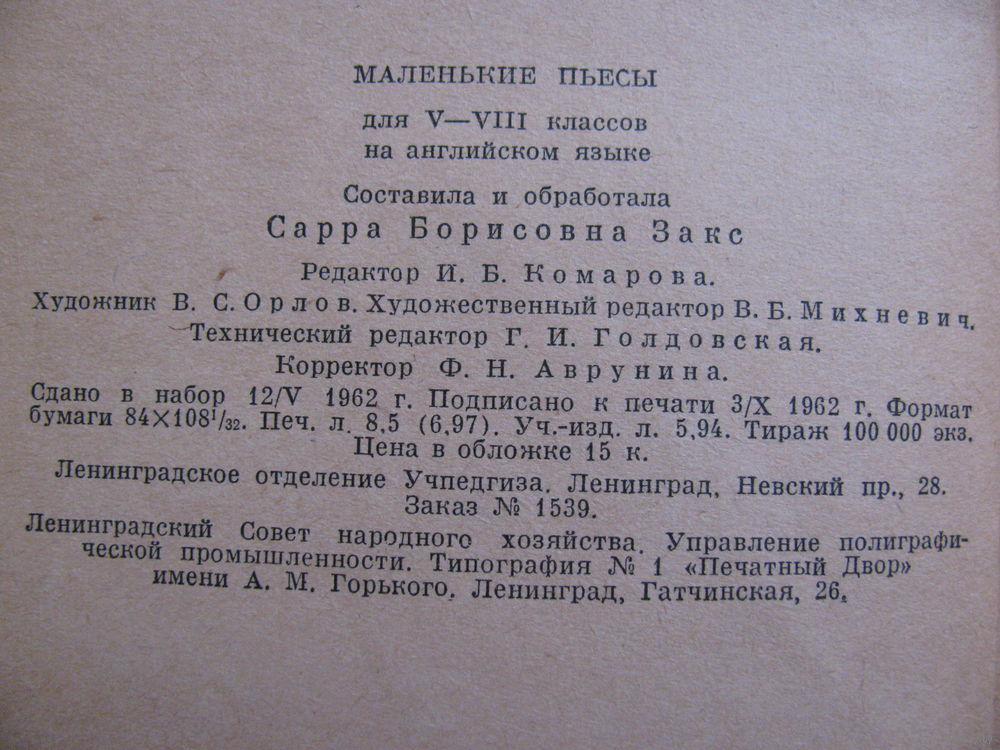 МАЛЕНЬКИЕ ПЬЕСЫ
для V—VIII классов
на английском языке
Составила и обработала
Сарра Борисовна Закс
Редактор И. Б. Комарова.
Художник В. С. Орлов. Художественный редактор В. Б. Михневич.
Технический редактор Г. И. Голдовская.
Корректор Ф. Н. Аврунина.
Сдано в набор 12/V 1962 г. Подписано к печати 3/X 1962 г. Формат
бумаги 84×108¹/₃₂. Печ. л. 8,5 (6,97). Уч.-изд. л. 5,94. Тираж 100 000 экз.
Цена в обложке 15 к.
Ленинградское отделение Учпедгиза. Ленинград, Невский пр., 28.
Заказ № 1539.
Ленинградский Совет народного хозяйства. Управление полиграфи-
ческой промышленности. Типография № 1 «Печатный Двор»
имени А. М. Горького. Ленинград, Гатчинская, 26.